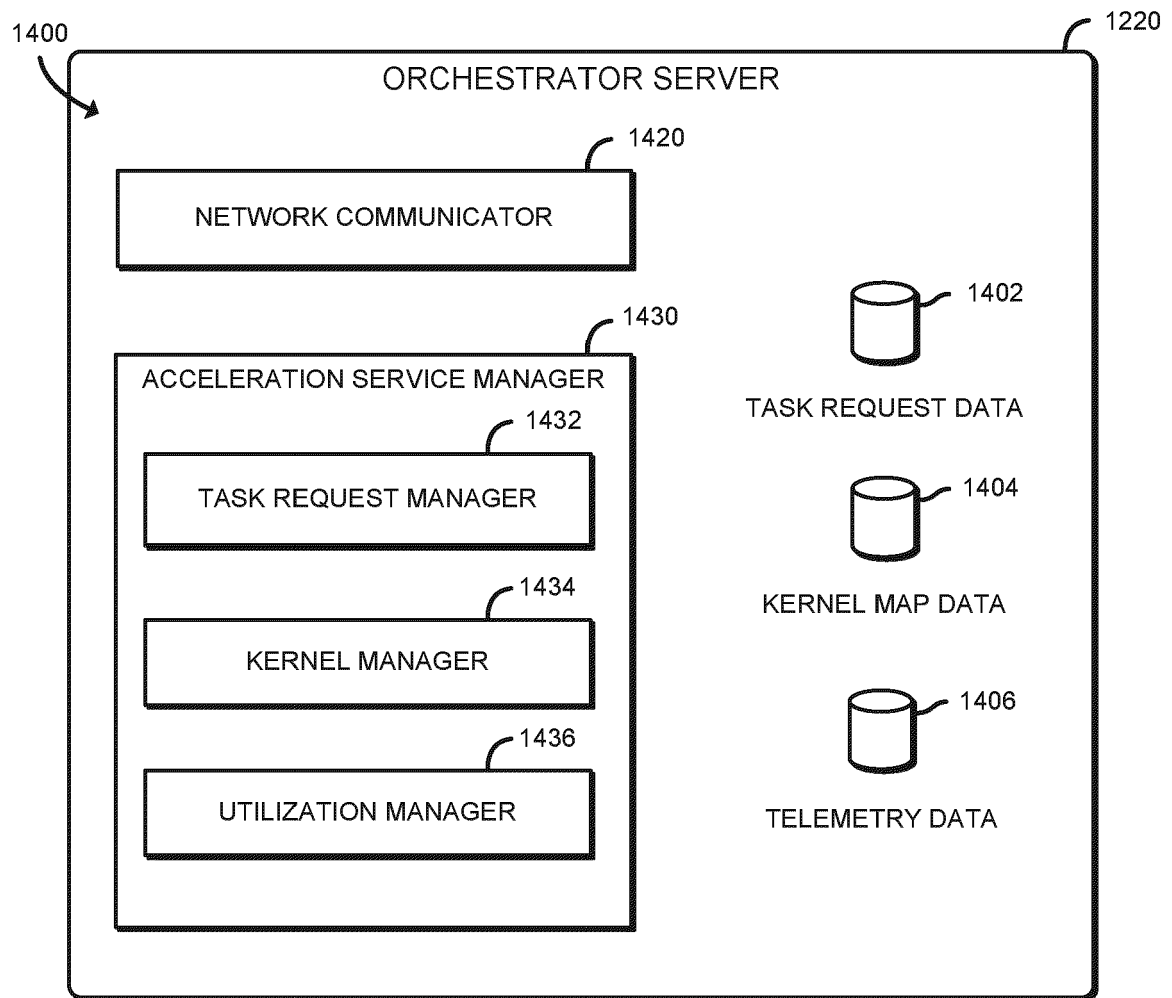 1400
1220
ORCHESTRATOR SERVER
1420
NETWORK COMMUNICATOR
1430
ACCELERATION SERVICE MANAGER
1432
TASK REQUEST MANAGER
1434
KERNEL MANAGER
1436
UTILIZATION MANAGER
1402
TASK REQUEST DATA
1404
KERNEL MAP DATA
1406
TELEMETRY DATA